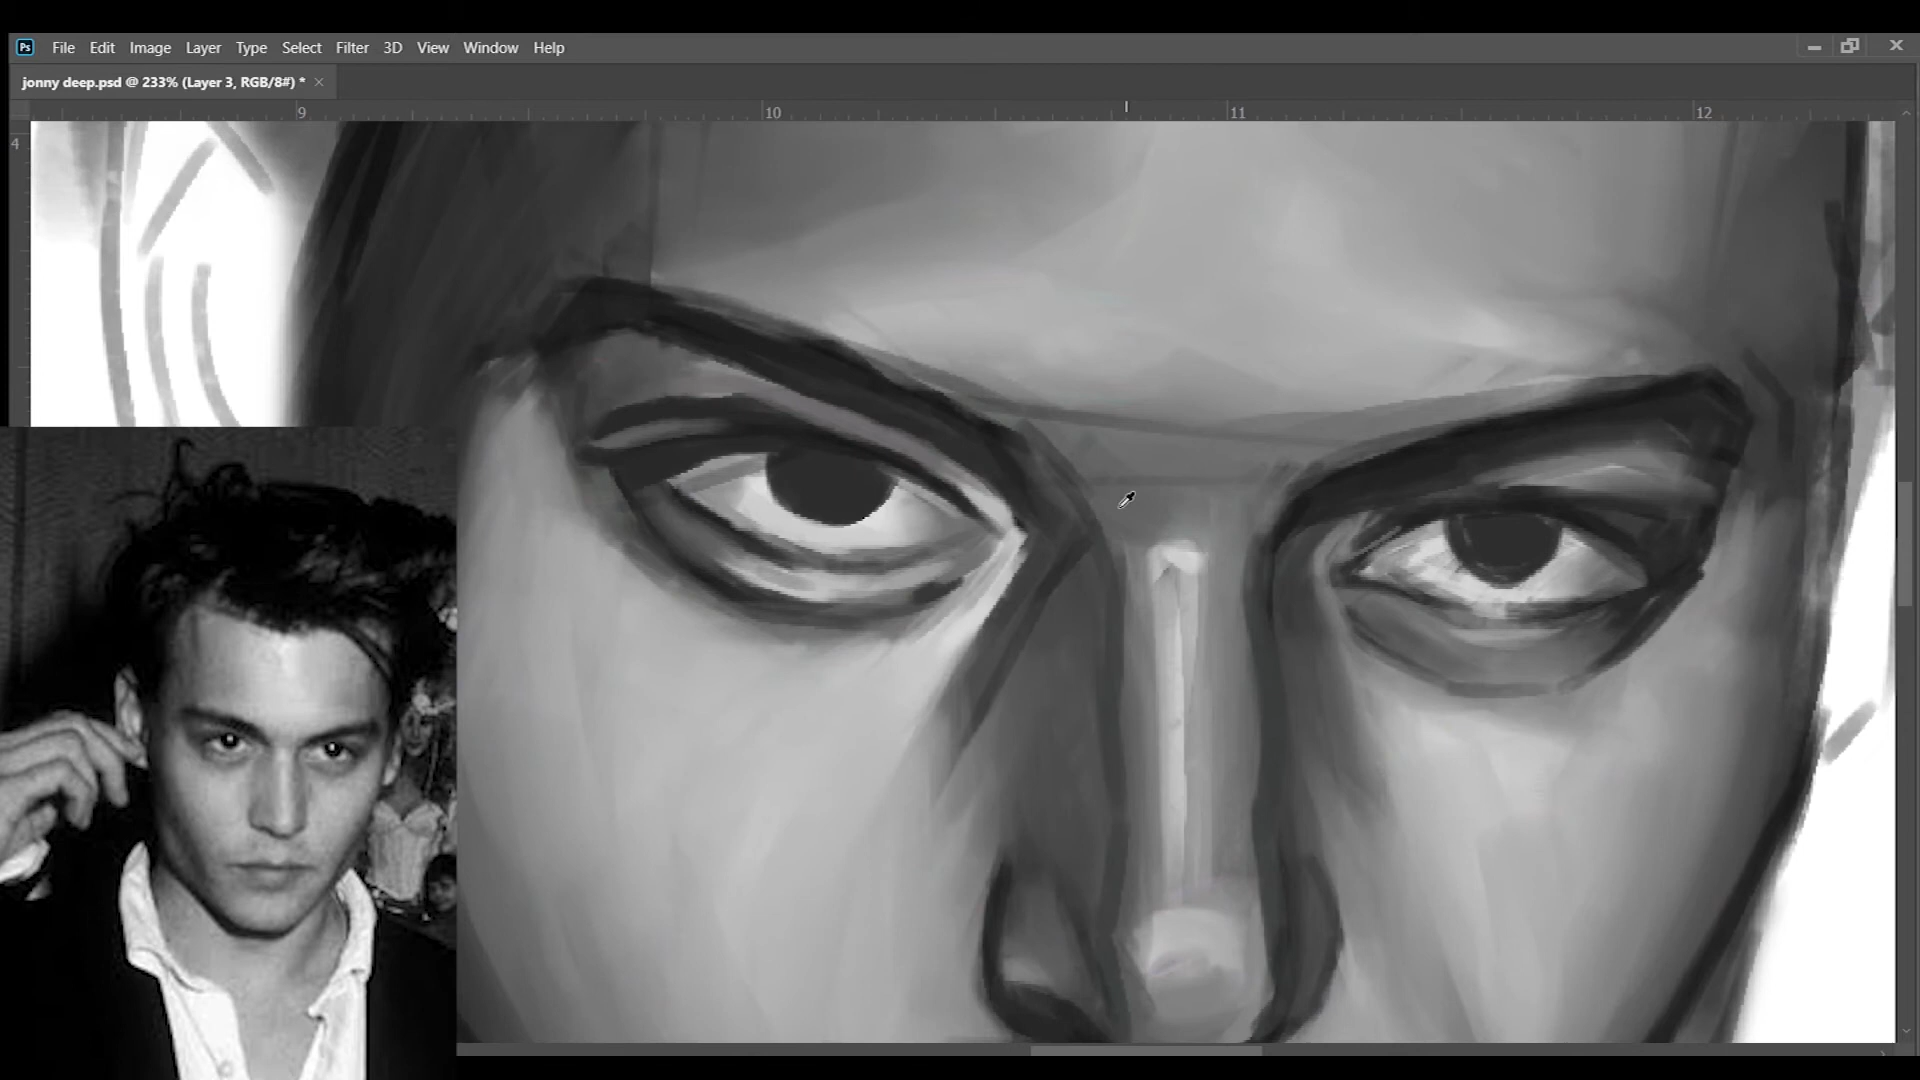 Ps File Edit Image Layer Type Select Filter 3D View Window Help
jonny deep.psd @ 233% (Layer 3, RGB/8#) *
9 10 11 12
4